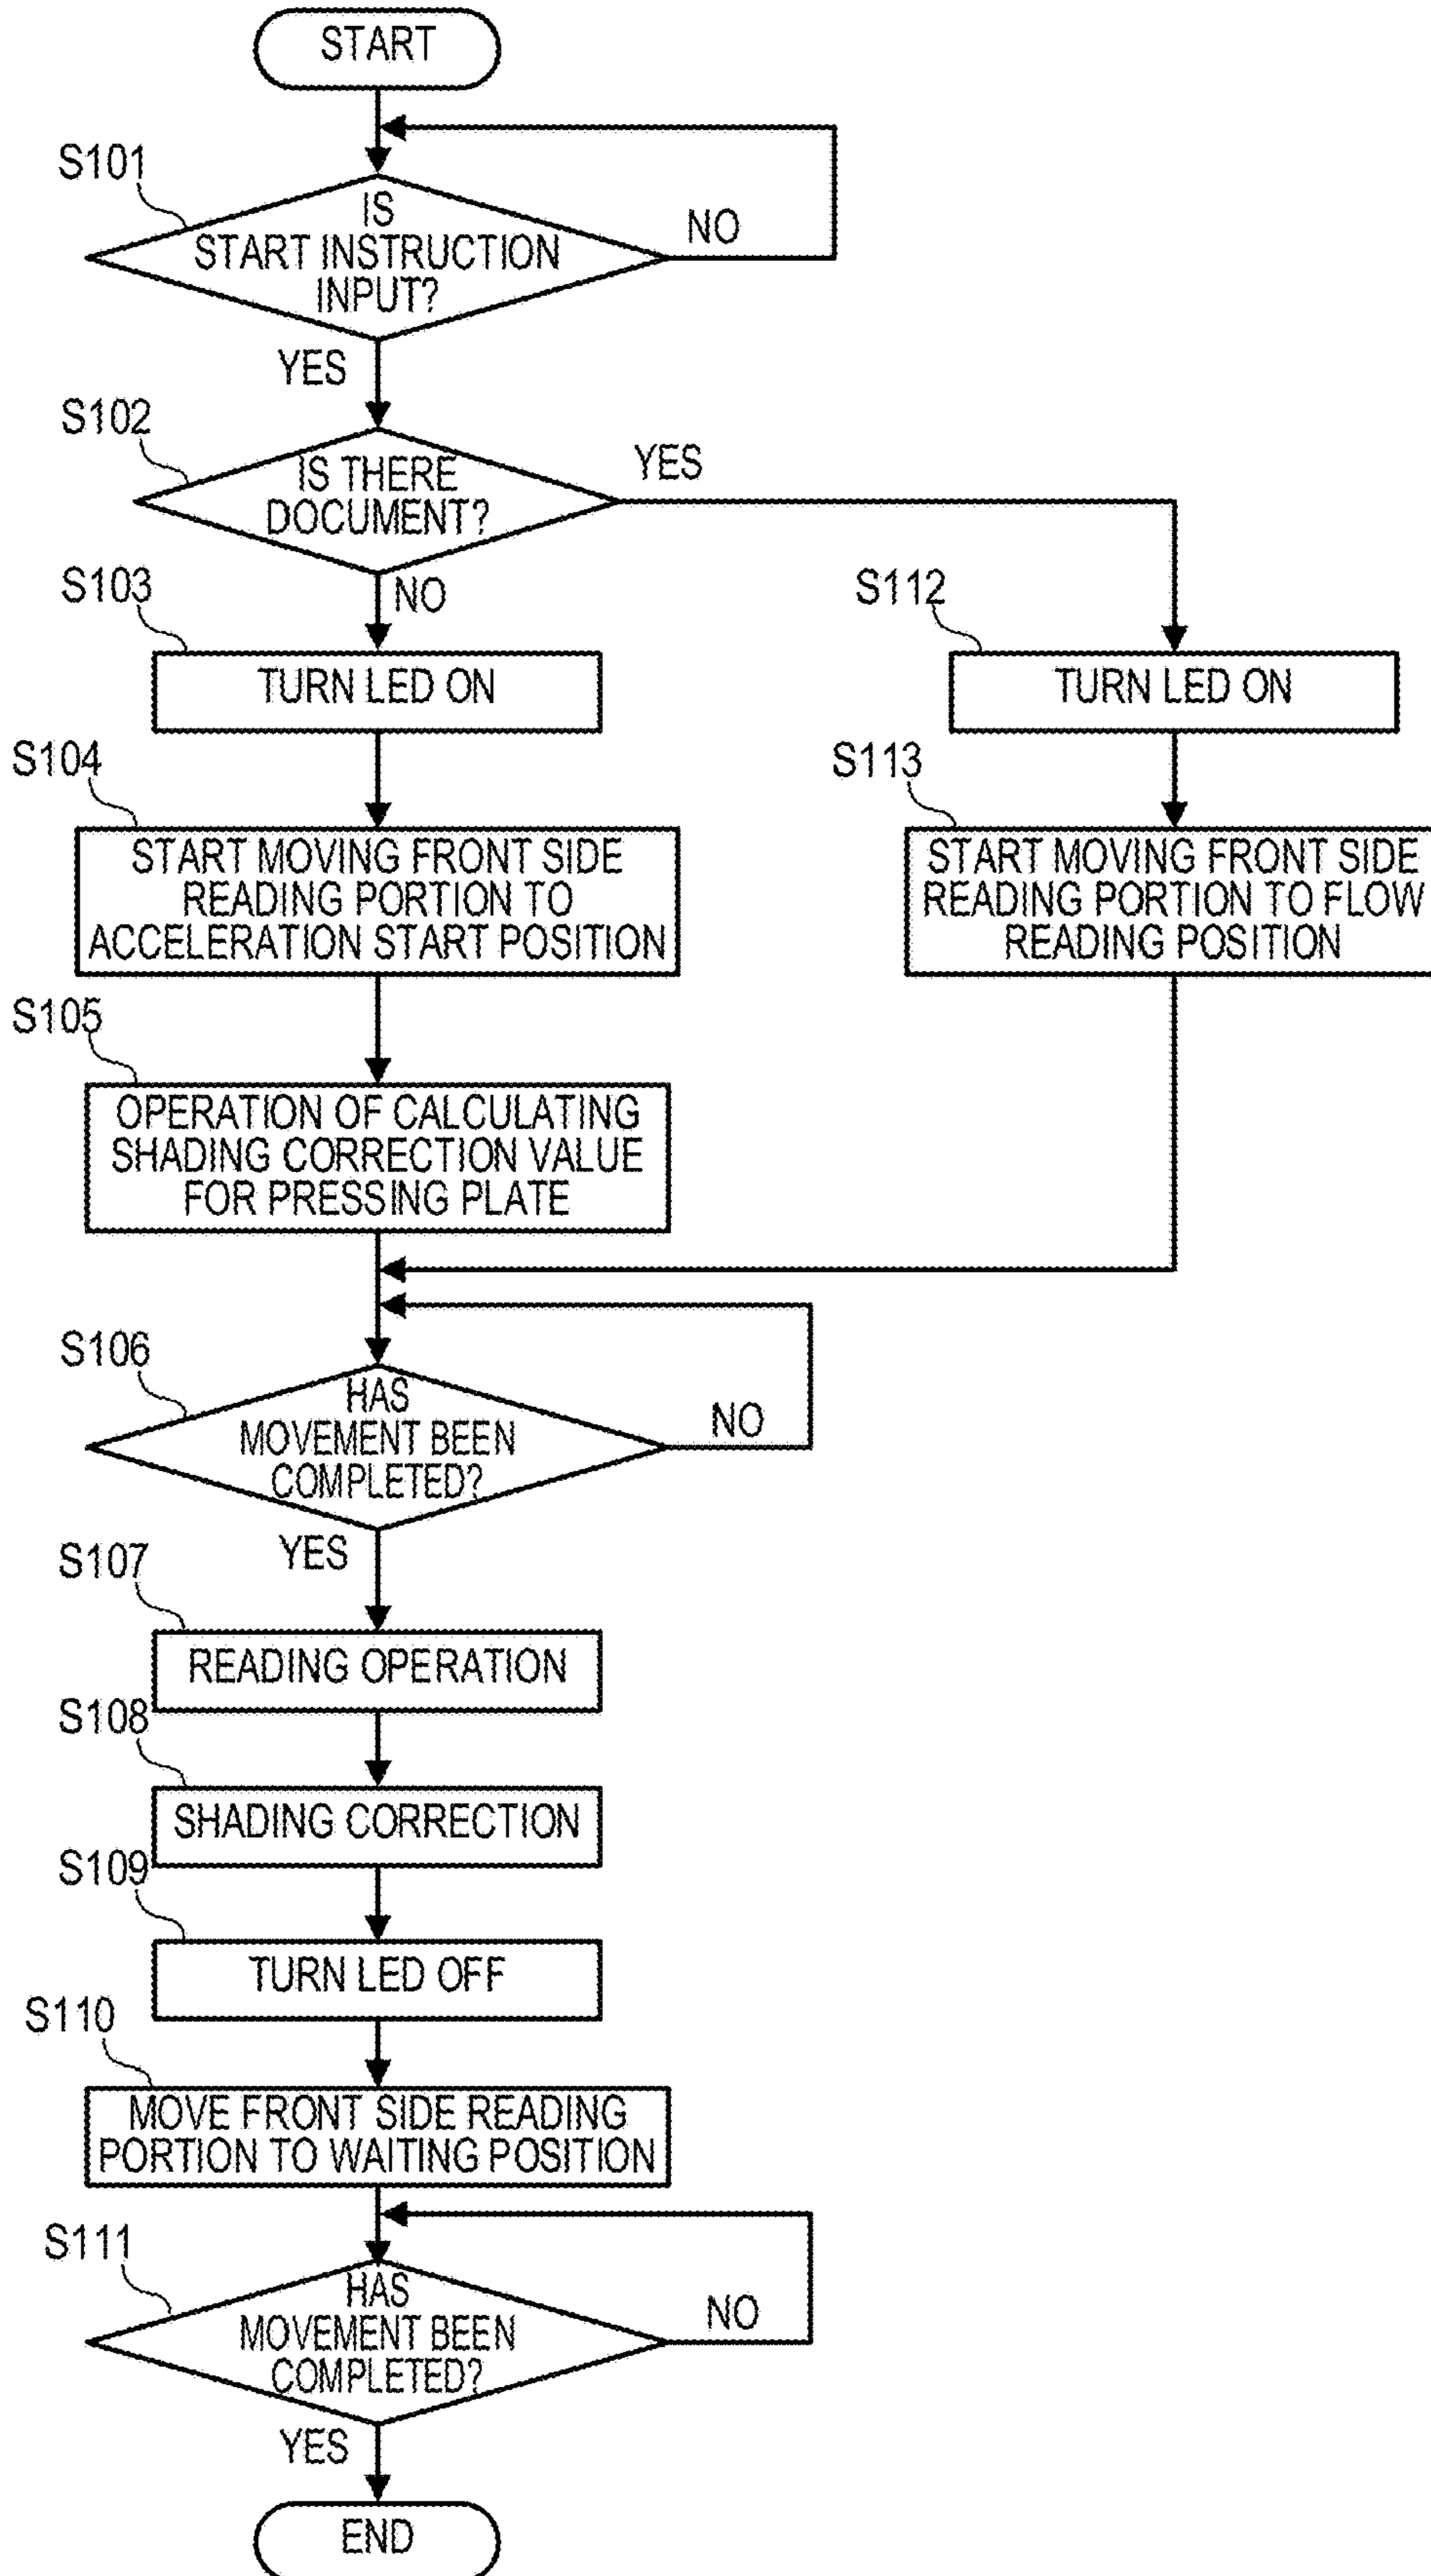 START
S101
IS
START INSTRUCTION
INPUT?
NO
YES
S102
IS THERE
DOCUMENT?
YES
NO
S103
TURN LED ON
S112
TURN LED ON
S104
START MOVING FRONT SIDE
READING PORTION TO
ACCELERATION START POSITION
S113
START MOVING FRONT SIDE
READING PORTION TO FLOW
READING POSITION
S105
OPERATION OF CALCULATING
SHADING CORRECTION VALUE
FOR PRESSING PLATE
S106
HAS
MOVEMENT BEEN
COMPLETED?
NO
YES
S107
READING OPERATION
S108
SHADING CORRECTION
S109
TURN LED OFF
S110
MOVE FRONT SIDE READING
PORTION TO WAITING POSITION
S111
HAS
MOVEMENT BEEN
COMPLETED?
NO
YES
END